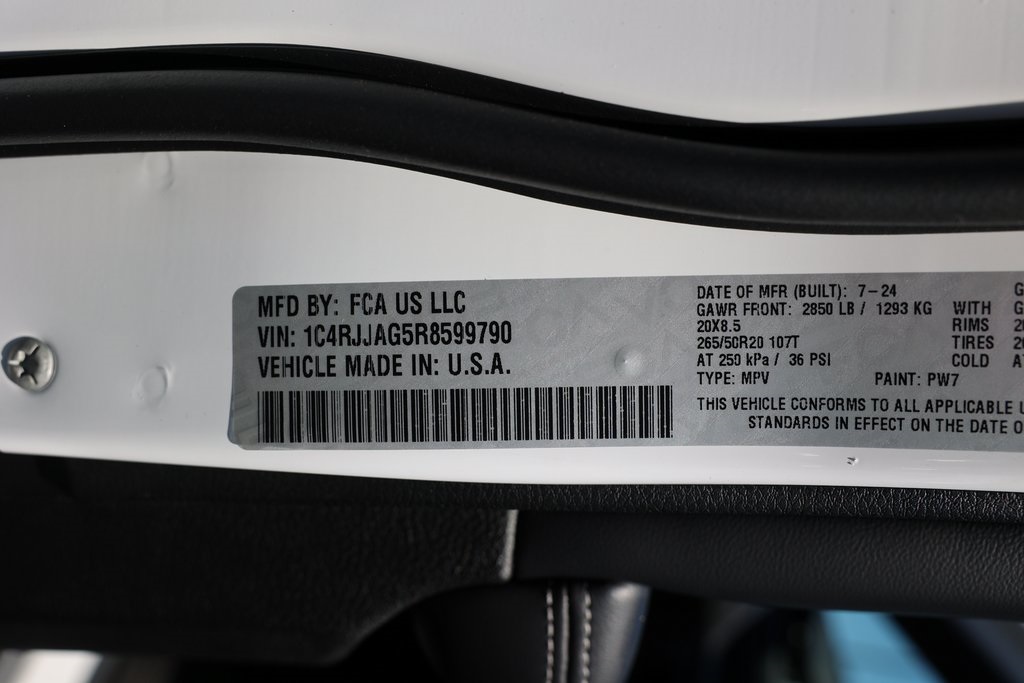 MFD BY: FCA US LLC
VIN: 1C4RJJAG5R8599790
VEHICLE MADE IN: U.S.A.
DATE OF MFR (BUILT): 7-24
GAWR FRONT: 2850 LB / 1293 KG WITH
20X8.5 RIMS
265/50R20 107T TIRES
AT 250 kPa / 36 PSI COLD
TYPE: MPV PAINT: PW7
THIS VEHICLE CONFORMS TO ALL APPLICABLE
STANDARDS IN EFFECT ON THE DATE